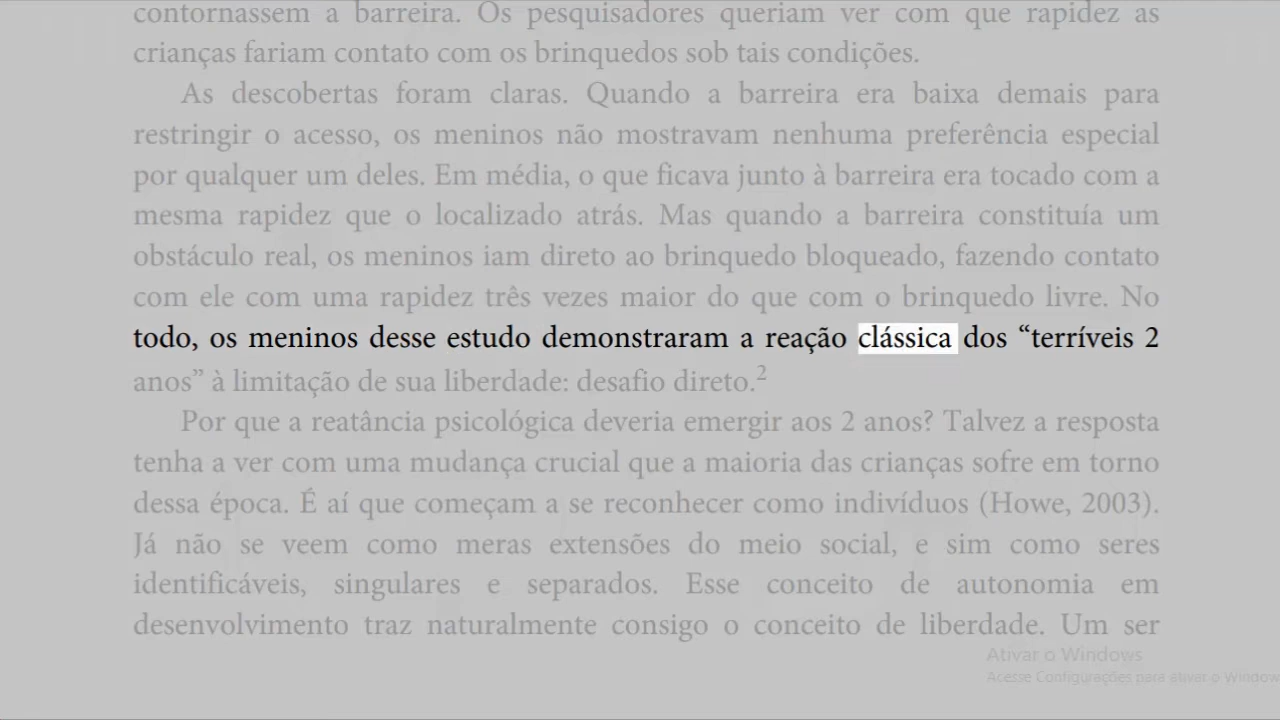 contornassem a barreira. Os pesquisadores queriam ver com que rapidez as
crianças fariam contato com os brinquedos sob tais condições.
As descobertas foram claras. Quando a barreira era baixa demais para
restringir o acesso, os meninos não mostravam nenhuma preferência especial
por qualquer um deles. Em média, o que ficava junto à barreira era tocado com a
mesma rapidez que o localizado atrás. Mas quando a barreira constituía um
obstáculo real, os meninos iam direto ao brinquedo bloqueado, fazendo contato
com ele com uma rapidez três vezes maior do que com o brinquedo livre. No
todo, os meninos desse estudo demonstraram a reação clássica dos “terríveis 2
anos” à limitação de sua liberdade: desafio direto.2
Por que a reatância psicológica deveria emergir aos 2 anos? Talvez a resposta
tenha a ver com uma mudança crucial que a maioria das crianças sofre em torno
dessa época. É aí que começam a se reconhecer como indivíduos (Howe, 2003).
Já não se veem como meras extensões do meio social, e sim como seres
identificáveis, singulares e separados. Esse conceito de autonomia em
desenvolvimento traz naturalmente consigo o conceito de liberdade. Um ser
Ativar o Windows
Acesse Configurações para ativar o Window